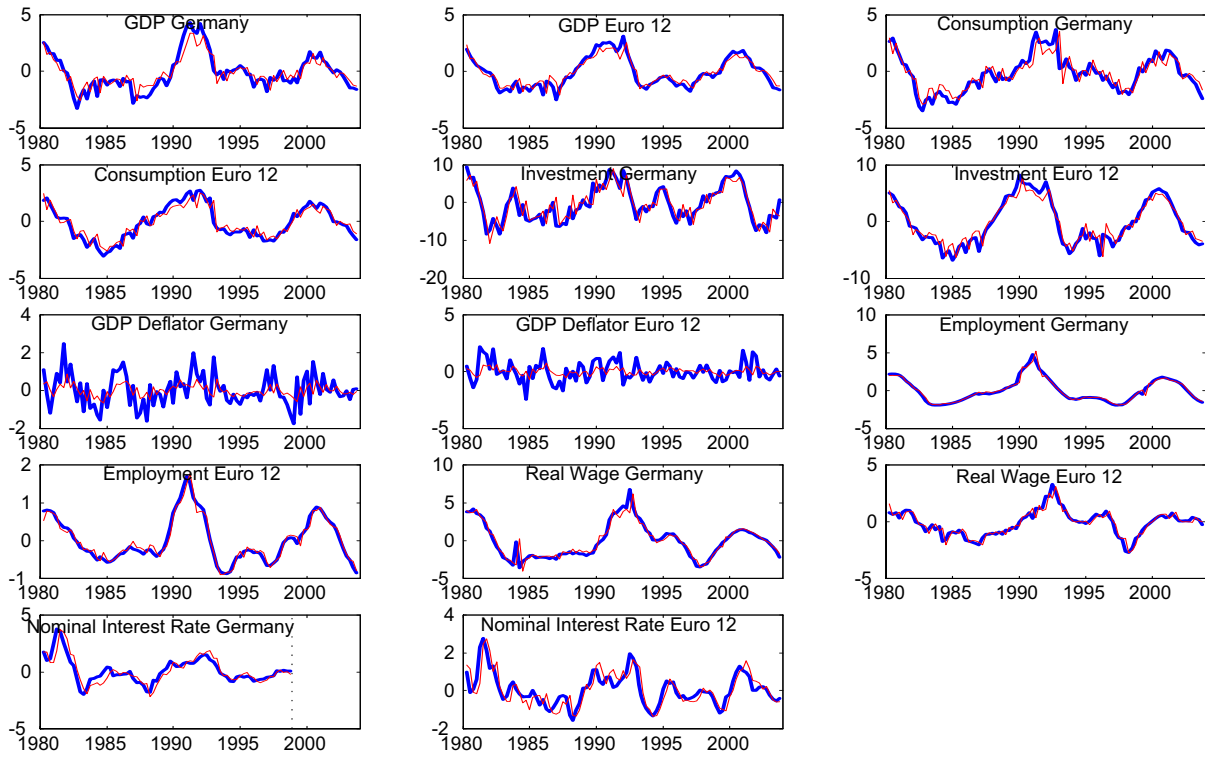 GDP Germany
5
0
-5
1980 1985 1990 1995 2000
GDP Euro 12
5
0
-5
1980 1985 1990 1995 2000
Consumption Germany
5
0
-5
1980 1985 1990 1995 2000
Consumption Euro 12
5
0
-5
1980 1985 1990 1995 2000
Investment Germany
10
0
-10
-20
1980 1985 1990 1995 2000
Investment Euro 12
10
0
-10
1980 1985 1990 1995 2000
GDP Deflator Germany
4
2
0
-2
1980 1985 1990 1995 2000
GDP Deflator Euro 12
5
0
-5
1980 1985 1990 1995 2000
Employment Germany
10
5
0
-5
1980 1985 1990 1995 2000
Employment Euro 12
2
1
0
-1
1980 1985 1990 1995 2000
Real Wage Germany
10
5
0
-5
1980 1985 1990 1995 2000
Real Wage Euro 12
5
0
-5
1980 1985 1990 1995 2000
Nominal Interest Rate Germany
5
0
-5
1980 1985 1990 1995 2000
Nominal Interest Rate Euro 12
4
2
0
-2
1980 1985 1990 1995 2000